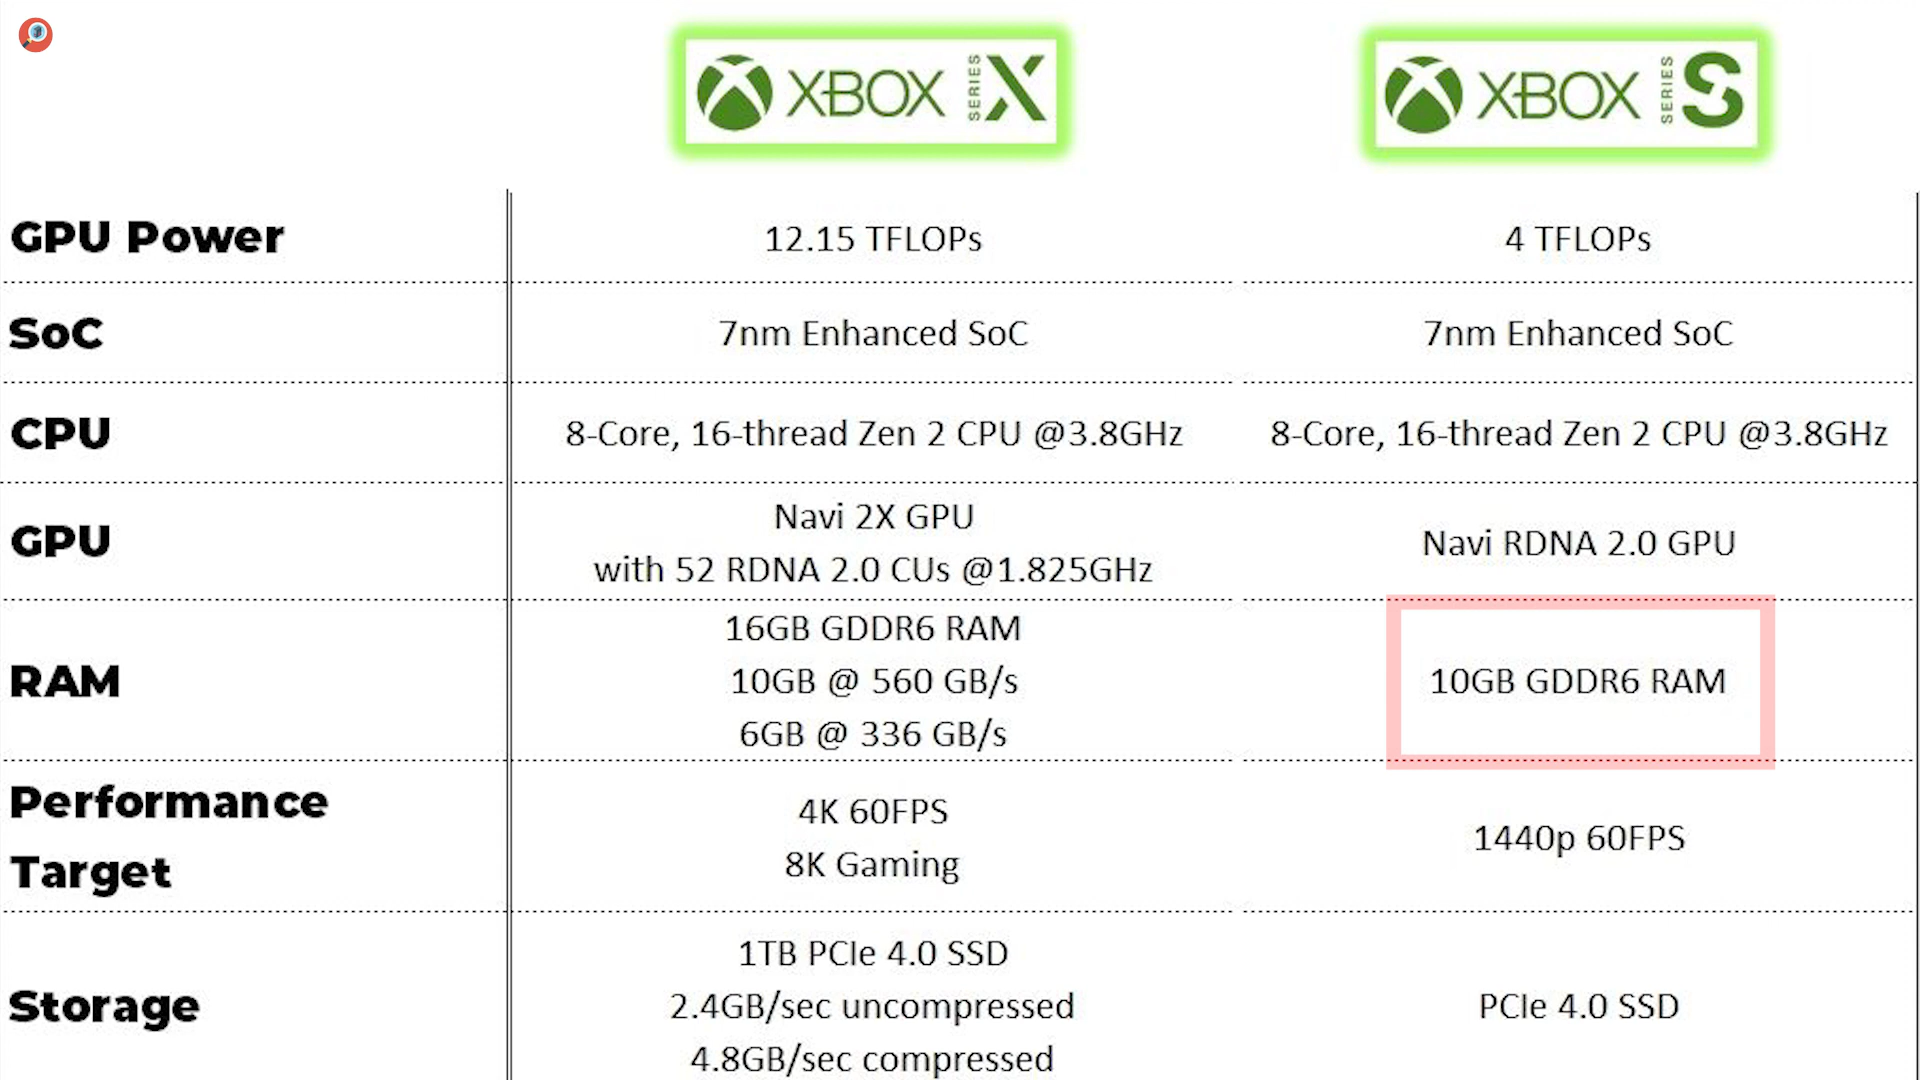 XBOX SERIES X
XBOX SERIES S
GPU Power
12.15 TFLOPs
4 TFLOPs
SoC
7nm Enhanced SoC
7nm Enhanced SoC
CPU
8-Core, 16-thread Zen 2 CPU @3.8GHz
8-Core, 16-thread Zen 2 CPU @3.8GHz
GPU
Navi 2X GPU
with 52 RDNA 2.0 CUs @1.825GHz
Navi RDNA 2.0 GPU
RAM
16GB GDDR6 RAM
10GB @ 560 GB/s
6GB @ 336 GB/s
10GB GDDR6 RAM
Performance
Target
4K 60FPS
8K Gaming
1440p 60FPS
Storage
1TB PCIe 4.0 SSD
2.4GB/sec uncompressed
4.8GB/sec compressed
PCIe 4.0 SSD